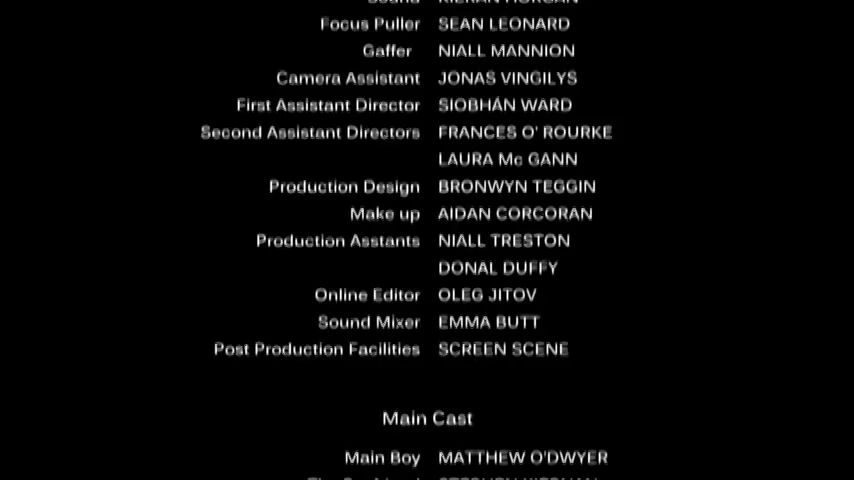 Focus Puller SEAN LEONARD
Gaffer NIALL MANNION
Camera Assistant JONAS VINGILYS
First Assistant Director SIOBHÁN WARD
Second Assistant Directors FRANCES O' ROURKE
LAURA Mc GANN
Production Design BRONWYN TEGGIN
Make up AIDAN CORCORAN
Production Asstants NIALL TRESTON
DONAL DUFFY
Online Editor OLEG JITOV
Sound Mixer EMMA BUTT
Post Production Facilities SCREEN SCENE
Main Cast
Main Boy MATTHEW O'DWYER